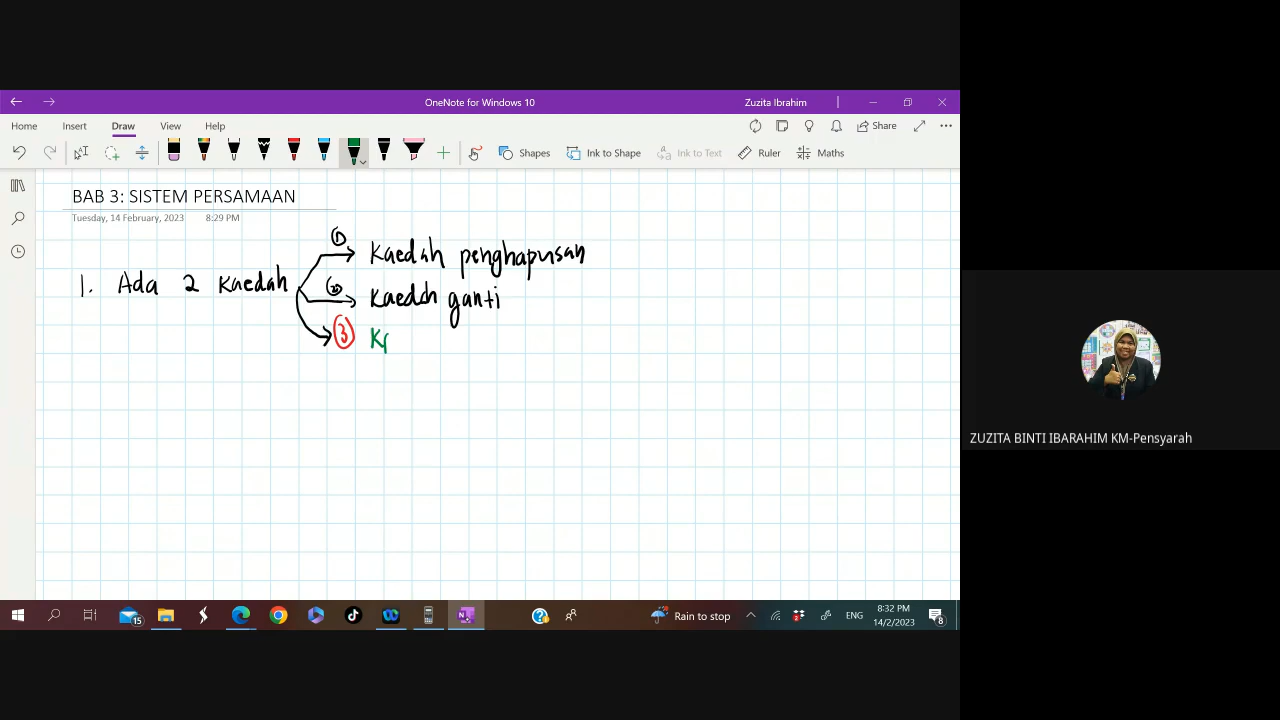 OneNote for Windows 10
Zuzita Ibrahim
Home Insert Draw View Help
Share
Shapes Ink to Shape Ink to Text Ruler Maths
BAB 3: SISTEM PERSAMAAN
Tuesday, 14 February, 2023 8:29 PM
① Kaedah penghapusan
1. Ada 2 Kaedah
② Kaedah ganti
③ K
ZUZITA BINTI IBARAHIM KM-Pensyarah
15
Rain to stop
2
ENG
8:32 PM
14/2/2023
8